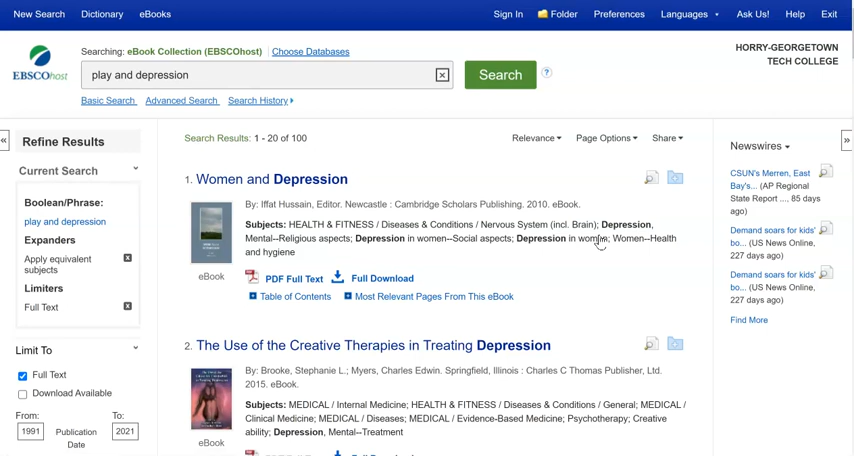 New Search Dictionary eBooks Sign In Folder Preferences Languages Ask Us! Help Exit
Searching: eBook Collection (EBSCOhost) Choose Databases
play and depression Search ?
Basic Search Advanced Search Search History
EBSCOhost
HORRY-GEORGETOWN
TECH COLLEGE
« Refine Results
Current Search
Boolean/Phrase:
play and depression
Expanders
Apply equivalent
subjects
Limiters
Full Text
Limit To
Full Text
Download Available
From: To:
1991 Publication 2021
Date
Search Results: 1 - 20 of 100 Relevance Page Options Share
1. Women and Depression
By: Iffat Hussain, Editor. Newcastle : Cambridge Scholars Publishing. 2010. eBook.
Subjects: HEALTH & FITNESS / Diseases & Conditions / Nervous System (incl. Brain); Depression,
Mental--Religious aspects; Depression in women--Social aspects; Depression in women; Women--Health
and hygiene
eBook
PDF Full Text Full Download
Table of Contents Most Relevant Pages From This eBook
2. The Use of the Creative Therapies in Treating Depression
By: Brooke, Stephanie L.; Myers, Charles Edwin. Springfield, Illinois : Charles C Thomas Publisher, Ltd.
2015. eBook.
Subjects: MEDICAL / Internal Medicine; HEALTH & FITNESS / Diseases & Conditions / General; MEDICAL /
Clinical Medicine; MEDICAL / Diseases; MEDICAL / Evidence-Based Medicine; Psychotherapy; Creative
ability; Depression, Mental--Treatment
eBook
»
Newswires
CSUN's Merren, East
Bay's... (AP Regional
State Report ..., 85 days
ago)
Demand soars for kids'
bo... (US News Online,
227 days ago)
Demand soars for kids'
bo... (US News Online,
227 days ago)
Find More